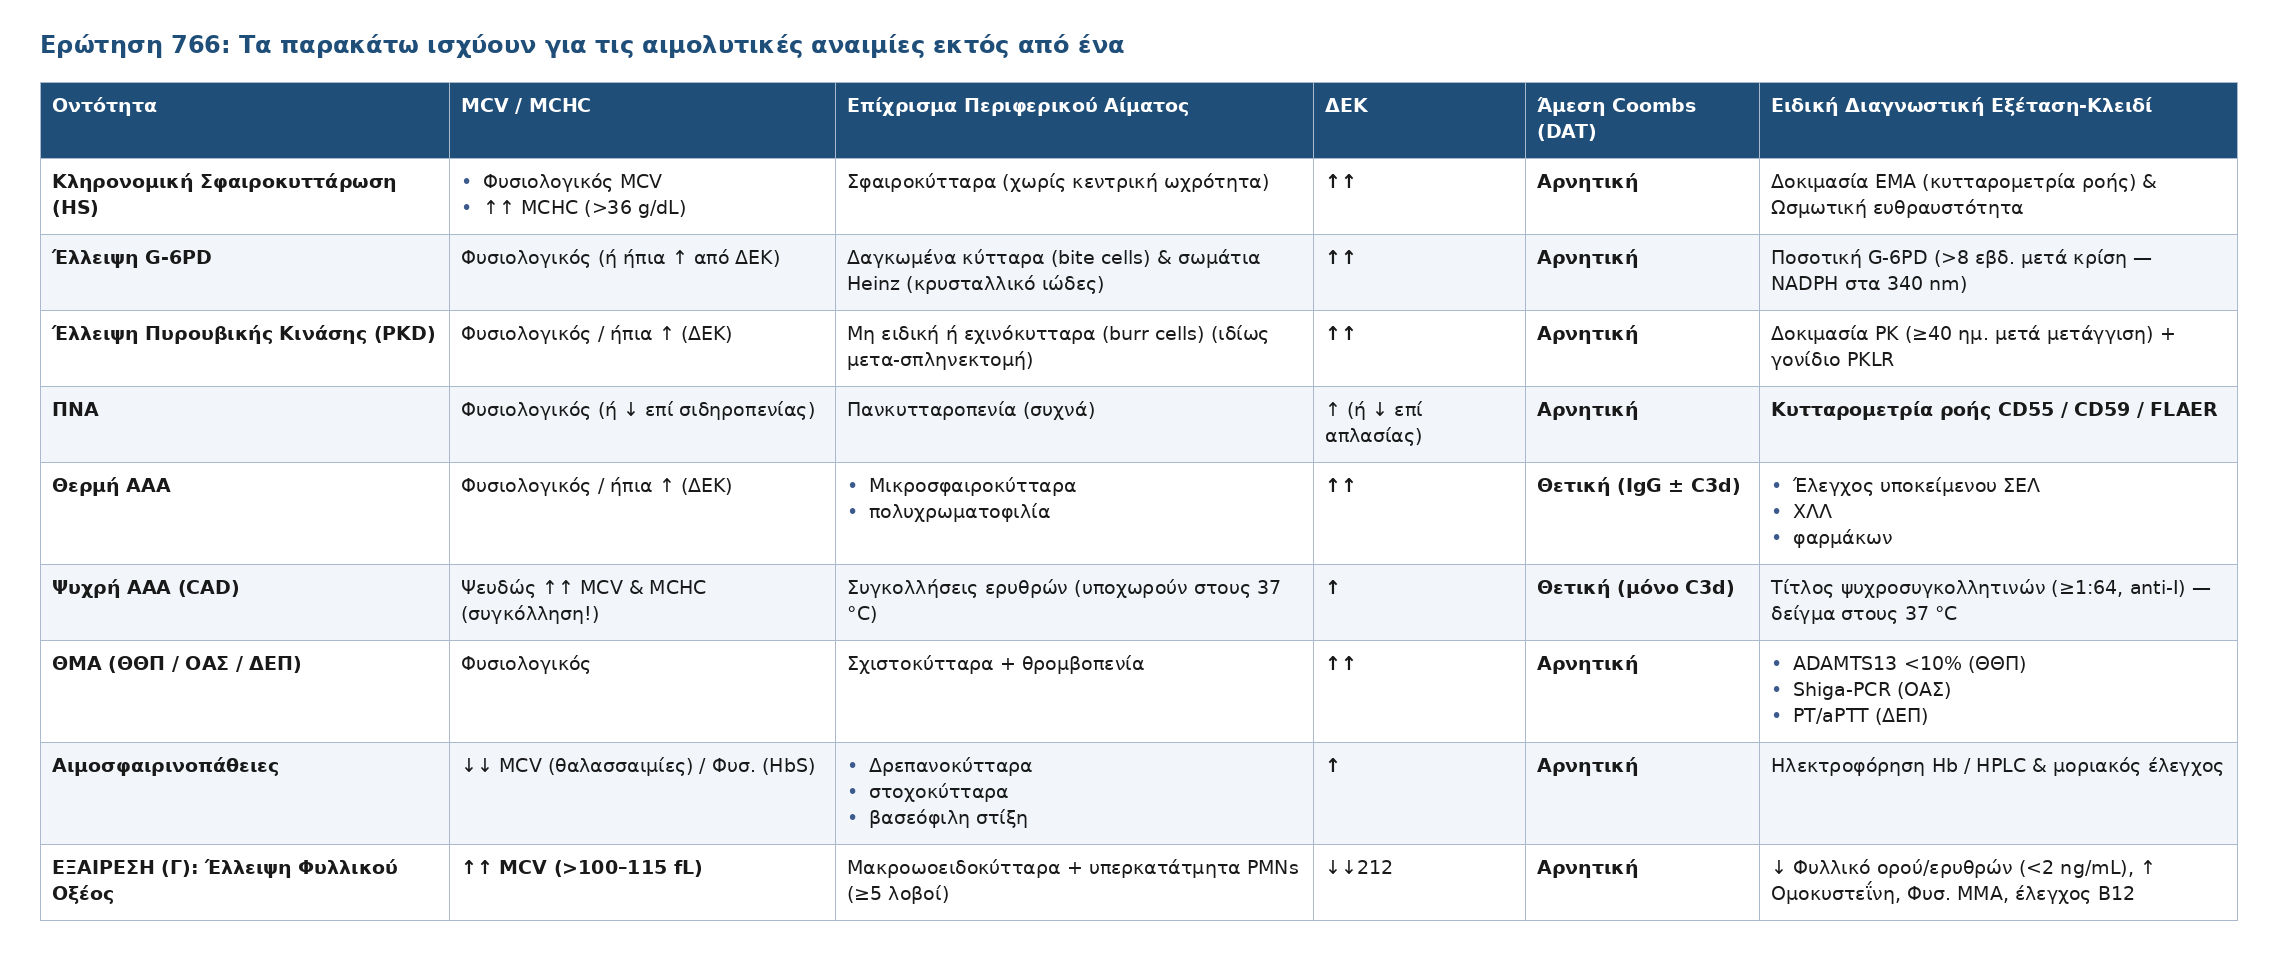 Ερώτηση 766: Τα παρακάτω ισχύουν για τις αιμολυτικές αναιμίες εκτός από ένα
Οντότητα
MCV / MCHC
Επίχρισμα Περιφερικού Αίματος
ΔΕΚ
Άμεση Coombs
(DAT)
Ειδική Διαγνωστική Εξέταση-Κλειδί
Κληρονομική Σφαιροκυττάρωση
(HS)
• Φυσιολογικός MCV
• ↑↑ MCHC (>36 g/dL)
Σφαιροκύτταρα (χωρίς κεντρική ωχρότητα)
↑↑
Αρνητική
Δοκιμασία EMA (κυτταρομετρία ροής) &
Ωσμωτική ευθραυστότητα
Έλλειψη G-6PD
Φυσιολογικός (ή ήπια ↑ από ΔΕΚ)
Δαγκωμένα κύτταρα (bite cells) & σωμάτια
Heinz (κρυσταλλικό ιώδες)
↑↑
Αρνητική
Ποσοτική G-6PD (>8 εβδ. μετά κρίση —
NADPH στα 340 nm)
Έλλειψη Πυρουβικής Κινάσης (PKD)
Φυσιολογικός / ήπια ↑ (ΔΕΚ)
Μη ειδική ή εχινόκυτταρα (burr cells) (ιδίως
μετα-σπληνεκτομή)
↑↑
Αρνητική
Δοκιμασία PK (≥40 ημ. μετά μετάγγιση) +
γονίδιο PKLR
ΠΝΑ
Φυσιολογικός (ή ↓ επί σιδηροπενίας)
Πανκυτταροπενία (συχνά)
↑ (ή ↓ επί
απλασίας)
Αρνητική
Κυτταρομετρία ροής CD55 / CD59 / FLAER
Θερμή ΑΑΑ
Φυσιολογικός / ήπια ↑ (ΔΕΚ)
• Μικροσφαιροκύτταρα
• πολυχρωματοφιλία
↑↑
Θετική (IgG ± C3d)
• Έλεγχος υποκείμενου ΣΕΛ
• ΧΛΛ
• φαρμάκων
Ψυχρή ΑΑΑ (CAD)
Ψευδώς ↑↑ MCV & MCHC
(συγκόλληση!)
Συγκολλήσεις ερυθρών (υποχωρούν στους 37
°C)
↑
Θετική (μόνο C3d)
Τίτλος ψυχροσυγκολλητινών (≥1:64, anti-I) —
δείγμα στους 37 °C
ΘΜΑ (ΘΘΠ / ΟΑΣ / ΔΕΠ)
Φυσιολογικός
Σχιστοκύτταρα + θρομβοπενία
↑↑
Αρνητική
• ADAMTS13 <10% (ΘΘΠ)
• Shiga-PCR (ΟΑΣ)
• PT/aPTT (ΔΕΠ)
Αιμοσφαιρινοπάθειες
↓↓ MCV (θαλασσαιμίες) / Φυσ. (HbS)
• Δρεπανοκύτταρα
• στοχοκύτταρα
• βασεόφιλη στίξη
↑
Αρνητική
Ηλεκτροφόρηση Hb / HPLC & μοριακός έλεγχος
ΕΞΑΙΡΕΣΗ (Γ): Έλλειψη Φυλλικού
Οξέος
↑↑ MCV (>100–115 fL)
Μακροωοειδοκύτταρα + υπερκατάτμητα PMNs
(≥5 λοβοί)
↓↓212
Αρνητική
↓ Φυλλικό ορού/ερυθρών (<2 ng/mL), ↑
Ομοκυστεΐνη, Φυσ. MMA, έλεγχος B12